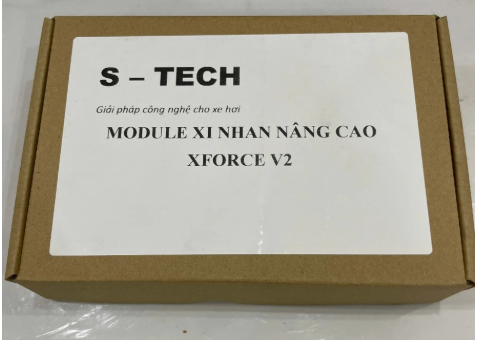 S – TECH
Giải pháp công nghệ cho xe hơi
MODULE XI NHAN NÂNG CAO
XFORCE V2